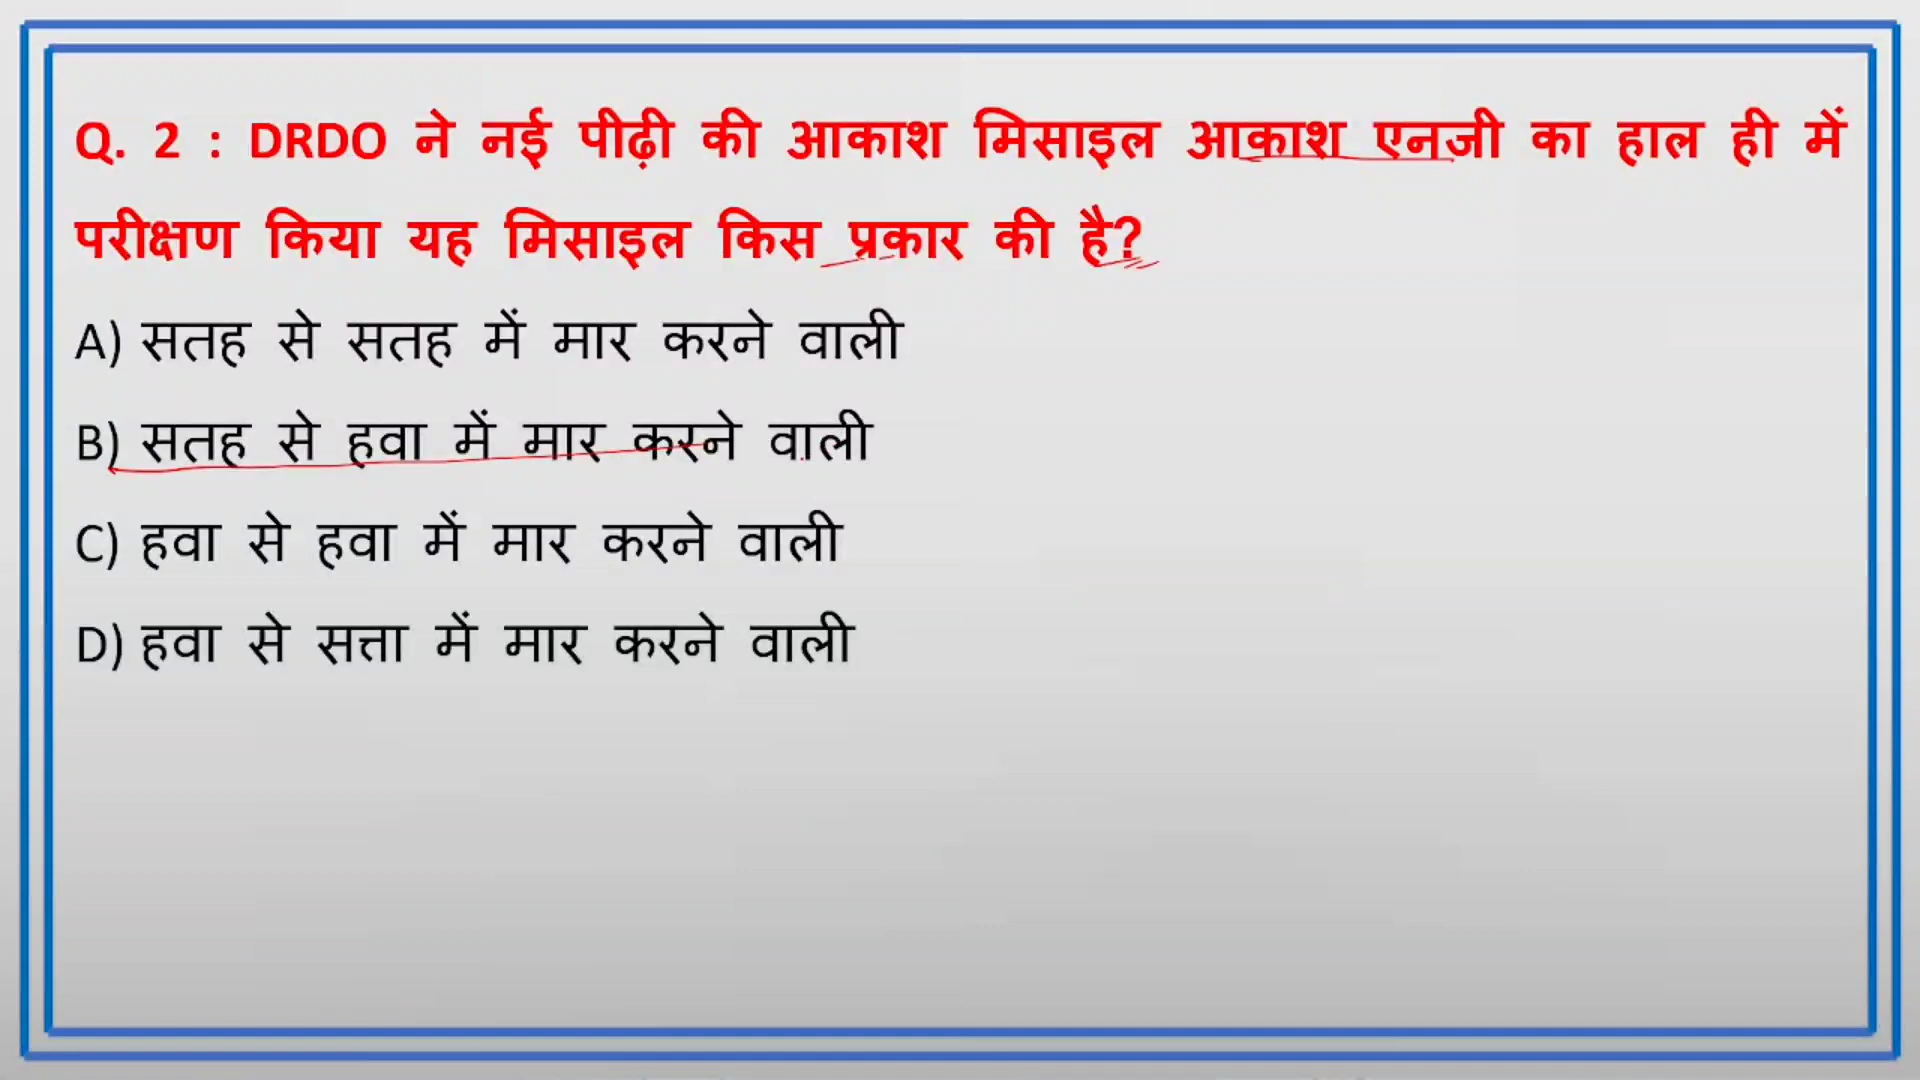 Q. 2 : DRDO ने नई पीढ़ी की आकाश मिसाइल आकाश एनजी का हाल ही में
परीक्षण किया यह मिसाइल किस प्रकार की है?
A) सतह से सतह में मार करने वाली
B) सतह से हवा में मार करने वाली
C) हवा से हवा में मार करने वाली
D) हवा से सत्ता में मार करने वाली